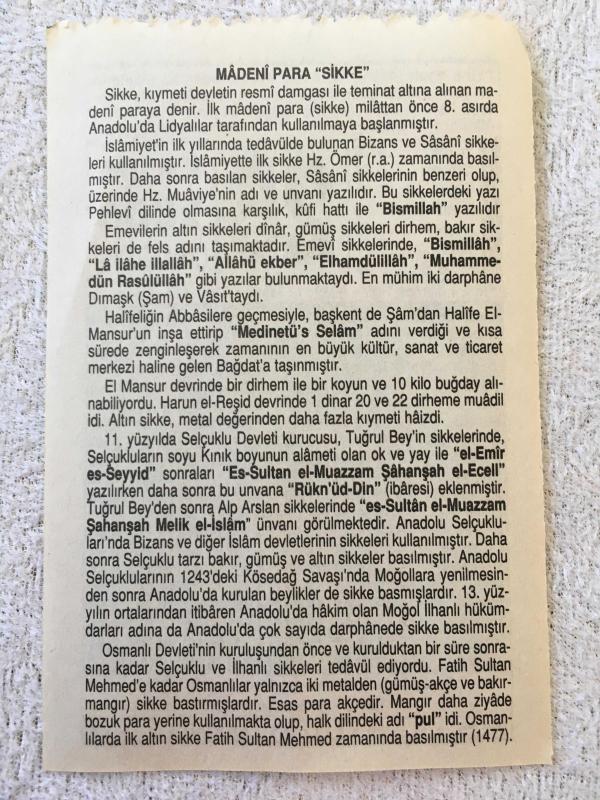 MÂDENÎ PARA “SİKKE”
Sikke, kıymeti devletin resmî damgası ile teminat altına alınan ma-
denî paraya denir. İlk mâdenî para (sikke) milâttan önce 8. asırda
Anadolu'da Lidyalılar tarafından kullanılmaya başlanmıştır.
İslâmiyet'in ilk yıllarında tedâvülde bulunan Bizans ve Sâsânî sikke-
leri kullanılmıştır. İslâmiyette ilk sikke Hz. Ömer (r.a.) zamanında basıl-
mıştır. Daha sonra basılan sikkeler, Sâsânî sikkelerinin benzeri olup,
üzerinde Hz. Muâviye'nin adı ve unvanı yazılıdır. Bu sikkelerdeki yazı
Pehlevî dilinde olmasına karşılık, kûfi hattı ile “Bismillah” yazılıdır
Emevilerin altın sikkeleri dînâr, gümüş sikkeleri dirhem, bakır sik-
keleri de fels adını taşımaktadır. Emevî sikkelerinde, “Bismillâh”,
“Lâ ilâhe illallâh”, “Allâhü ekber”, “Elhamdülillâh”, “Muhamme-
dün Rasûlüllâh” gibi yazılar bulunmaktaydı. En mühim iki darphâne
Dımaşk (Şam) ve Vâsıt'taydı.
Halîfeliğin Abbâsilere geçmesiyle, başkent de Şâm'dan Halîfe El-
Mansur'un inşa ettirip “Medinetü's Selâm” adını verdiği ve kısa
sürede zenginleşerek zamanının en büyük kültür, sanat ve ticaret
merkezi haline gelen Bağdat'a taşınmıştır.
El Mansur devrinde bir dirhem ile bir koyun ve 10 kilo buğday alı-
nabiliyordu. Harun el-Reşid devrinde 1 dinar 20 ve 22 dirheme muâdil
idi. Altın sikke, metal değerinden daha fazla kıymeti hâizdi.
11. yüzyılda Selçuklu Devleti kurucusu, Tuğrul Bey'in sikkelerinde,
Selçukluların soyu Kınık boyunun alâmeti olan ok ve yay ile “el-Emîr
es-Seyyid” sonraları “Es-Sultan el-Muazzam Şâhanşah el-Ecell”
yazılırken daha sonra bu unvana “Rükn'üd-Din” (ibâresi) eklenmiştir.
Tuğrul Bey'den sonra Alp Arslan sikkelerinde “es-Sultân el-Muazzam
Şahanşah Melik el-İslâm” ünvanı görülmektedir. Anadolu Selçuklu-
ları'nda Bizans ve diğer İslâm devletlerinin sikkeleri kullanılmıştır. Daha
sonra Selçuklu tarzı bakır, gümüş ve altın sikkeler basılmıştır. Anadolu
Selçuklularının 1243'deki Kösedağ Savaşı'nda Moğollara yenilmesin-
den sonra Anadolu'da kurulan beylikler de sikke basmışlardır. 13. yüz-
yılın ortalarından itibâren Anadolu'da hâkim olan Moğol İlhanlı hüküm-
darları adına da Anadolu'da çok sayıda darphânede sikke basılmıştır.
Osmanlı Devleti'nin kuruluşundan önce ve kurulduktan bir süre sonra-
sına kadar Selçuklu ve İlhanlı sikkeleri tedâvül ediyordu. Fatih Sultan
Mehmed'e kadar Osmanlılar yalnızca iki metalden (gümüş-akçe ve bakır-
mangır) sikke bastırmışlardır. Esas para akçedir. Mangır daha ziyâde
bozuk para yerine kullanılmakta olup, halk dilindeki adı “pul” idi. Osman-
lılarda ilk altın sikke Fatih Sultan Mehmed zamanında basılmıştır (1477).